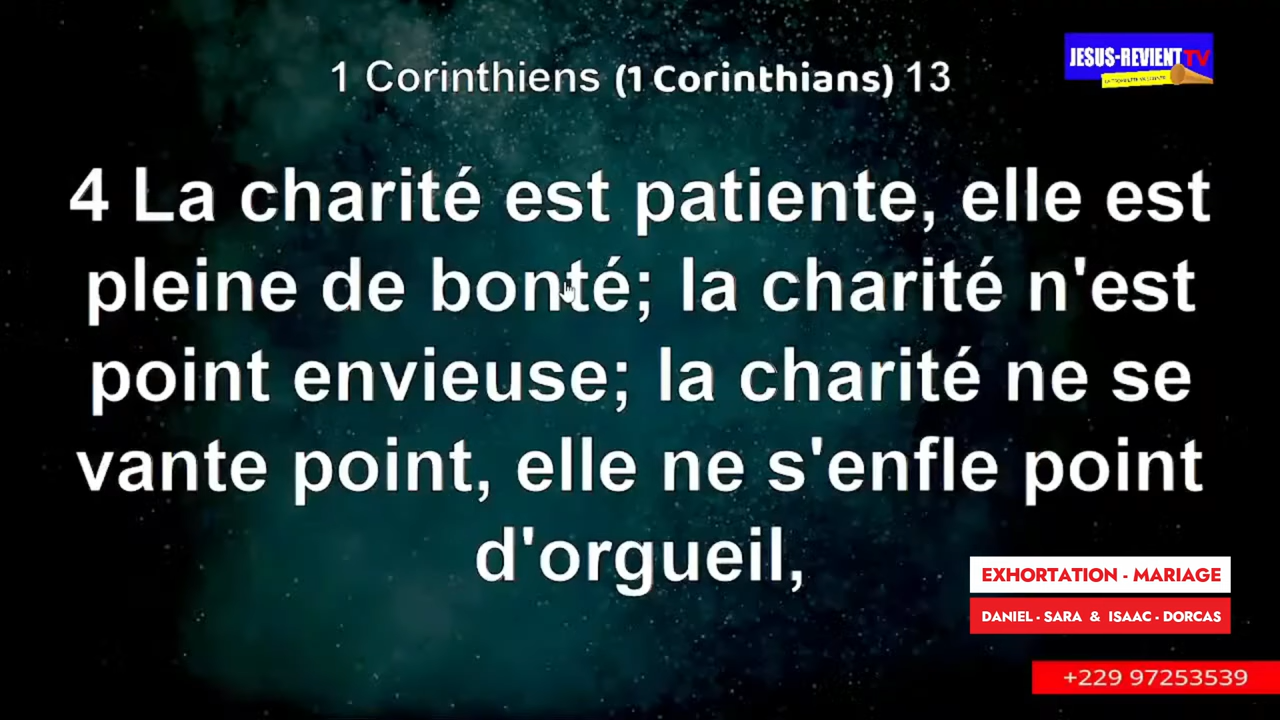 1 Corinthiens (1 Corinthians) 13
JESUS-REVIENT TV
4 La charité est patiente, elle est
pleine de bonté; la charité n'est
point envieuse; la charité ne se
vante point, elle ne s'enfle point
d'orgueil,
EXHORTATION - MARIAGE
DANIEL - SARA & ISAAC - DORCAS
+229 97253539